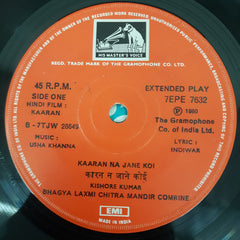 "HIS MASTER'S VOICE"
REGD. TRADE MARK OF THE GRAMOPHONE CO. LTD.
45 R.P.M.
SIDE ONE
HINDI FILM :
KAARAN
EXTENDED PLAY
7EPE 7632
℗ 1980
The Gramophone
Co. of India Ltd.
MUSIC :
USHA KHANNA
LYRIC :
INDIWAR
KAARAN NA JANE KOI
कारन न जाने कोई
KISHORE KUMAR
BHAGYA LAXMI CHITRA MANDIR COMBINE
EMI
MADE IN INDIA